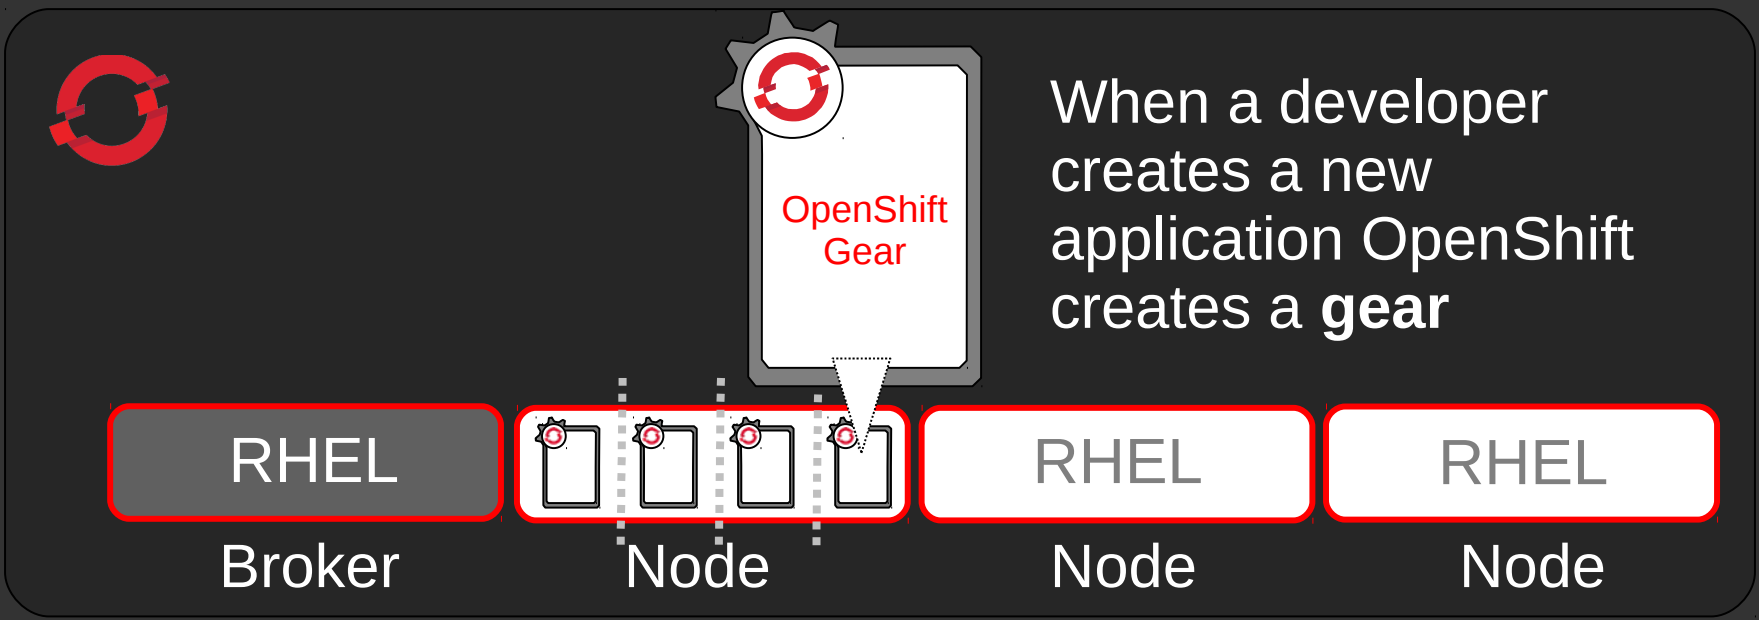 When a developer
creates a new
application OpenShift
creates a gear
OpenShift
Gear
RHEL
RHEL
RHEL
Broker
Node
Node
Node